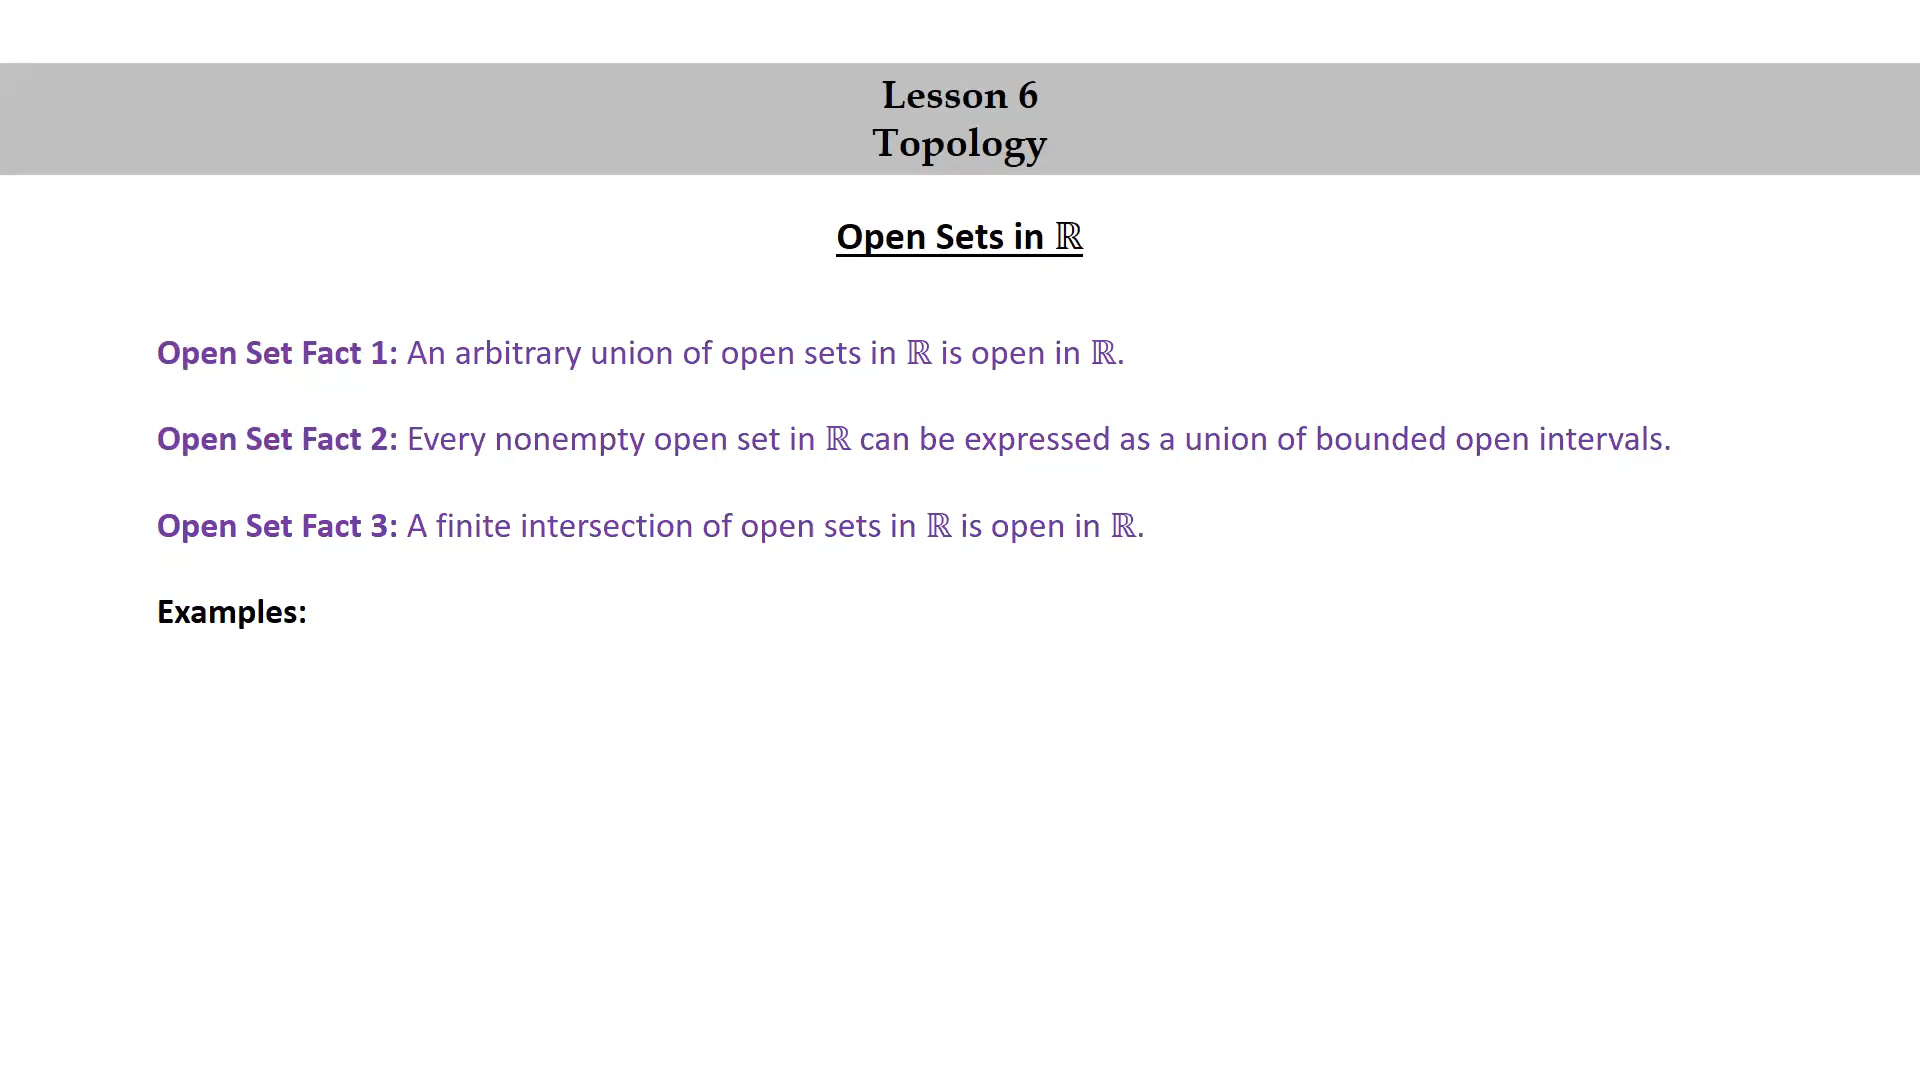 Lesson 6
Topology
Open Sets in ℝ
Open Set Fact 1: An arbitrary union of open sets in ℝ is open in ℝ.
Open Set Fact 2: Every nonempty open set in ℝ can be expressed as a union of bounded open intervals.
Open Set Fact 3: A finite intersection of open sets in ℝ is open in ℝ.
Examples: